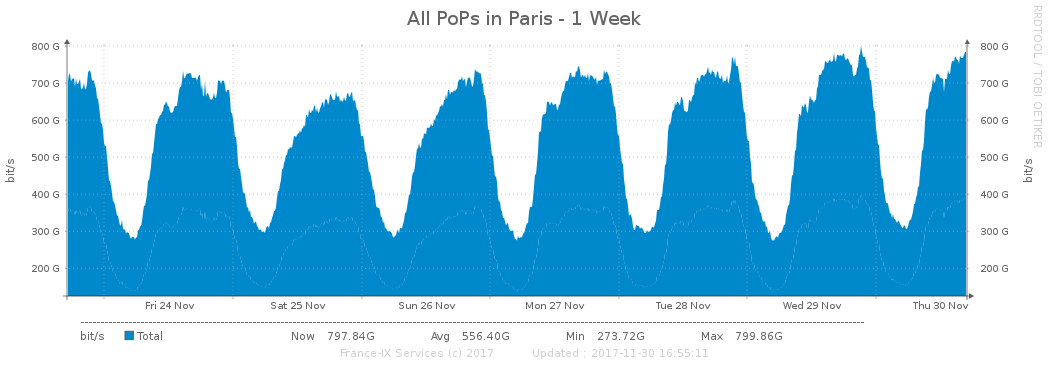 All PoPs in Paris - 1 Week
RRDTOOL / TOBI OETIKER
800 G 800 G
700 G 700 G
600 G 600 G
500 G 500 G
400 G 400 G
300 G 300 G
200 G 200 G
bit/s bit/s
Fri 24 Nov Sat 25 Nov Sun 26 Nov Mon 27 Nov Tue 28 Nov Wed 29 Nov Thu 30 Nov
bit/s Total Now 797.84G Avg 556.40G Min 273.72G Max 799.86G
France-IX Services (c) 2017 Updated : 2017-11-30 16:55:11